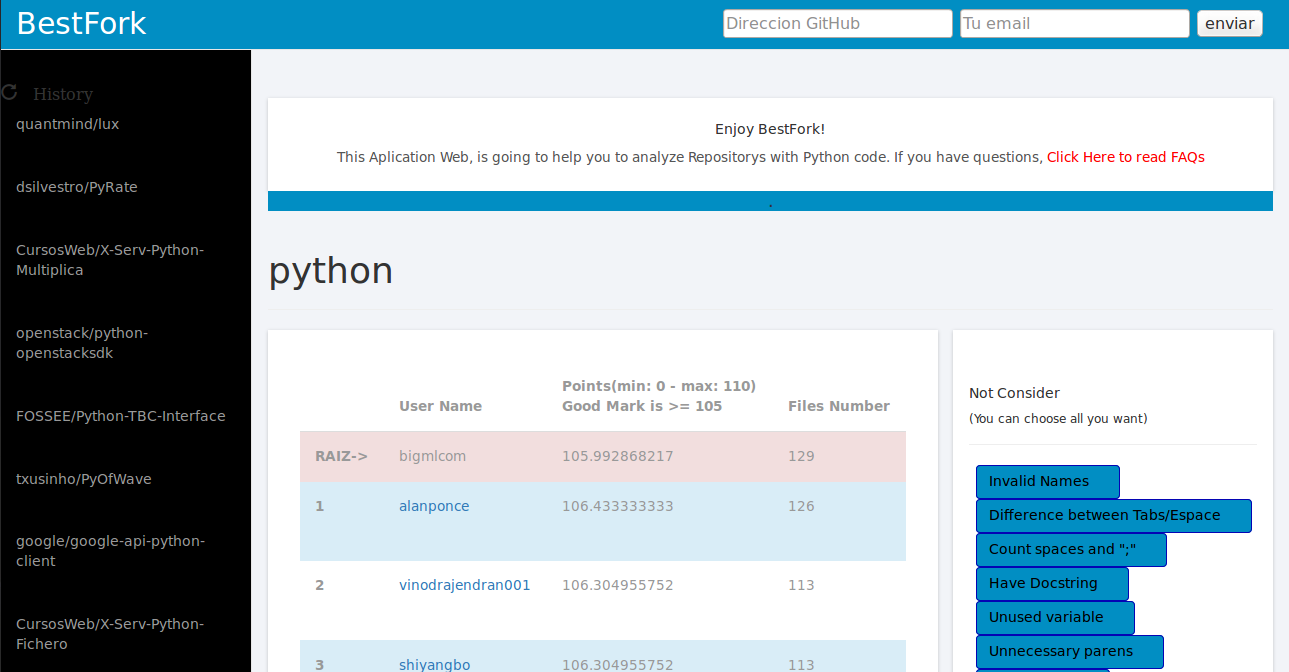 BestFork
Direccion GitHub
Tu email
enviar
History
quantmind/lux
dsilvestro/PyRate
CursosWeb/X-Serv-Python-
Multiplica
openstack/python-
openstacksdk
FOSSEE/Python-TBC-Interface
txusinho/PyOfWave
google/google-api-python-
client
CursosWeb/X-Serv-Python-
Fichero
Enjoy BestFork!
This Aplication Web, is going to help you to analyze Repositorys with Python code. If you have questions, Click Here to read FAQs
.
python
Points(min: 0 - max: 110)
User Name Good Mark is >= 105 Files Number
RAIZ-> bigmlcom 105.992868217 129
1 alanponce 106.433333333 126
2 vinodrajendran001 106.304955752 113
3 shiyangbo 106.304955752 113
Not Consider
(You can choose all you want)
Invalid Names
Difference between Tabs/Espace
Count spaces and ";"
Have Docstring
Unused variable
Unnecessary parens